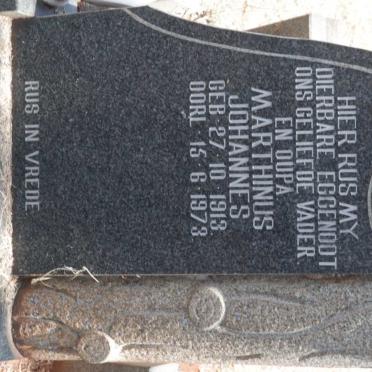 HIER RUS MY
DIERBARE EGGENOOT
ONS GELIEFDE VADER
EN OUPA
MARTHINUS
JOHANNES
GEB. 27. 10. 1913
OORL. 15. 6. 1973
RUS IN VREDE